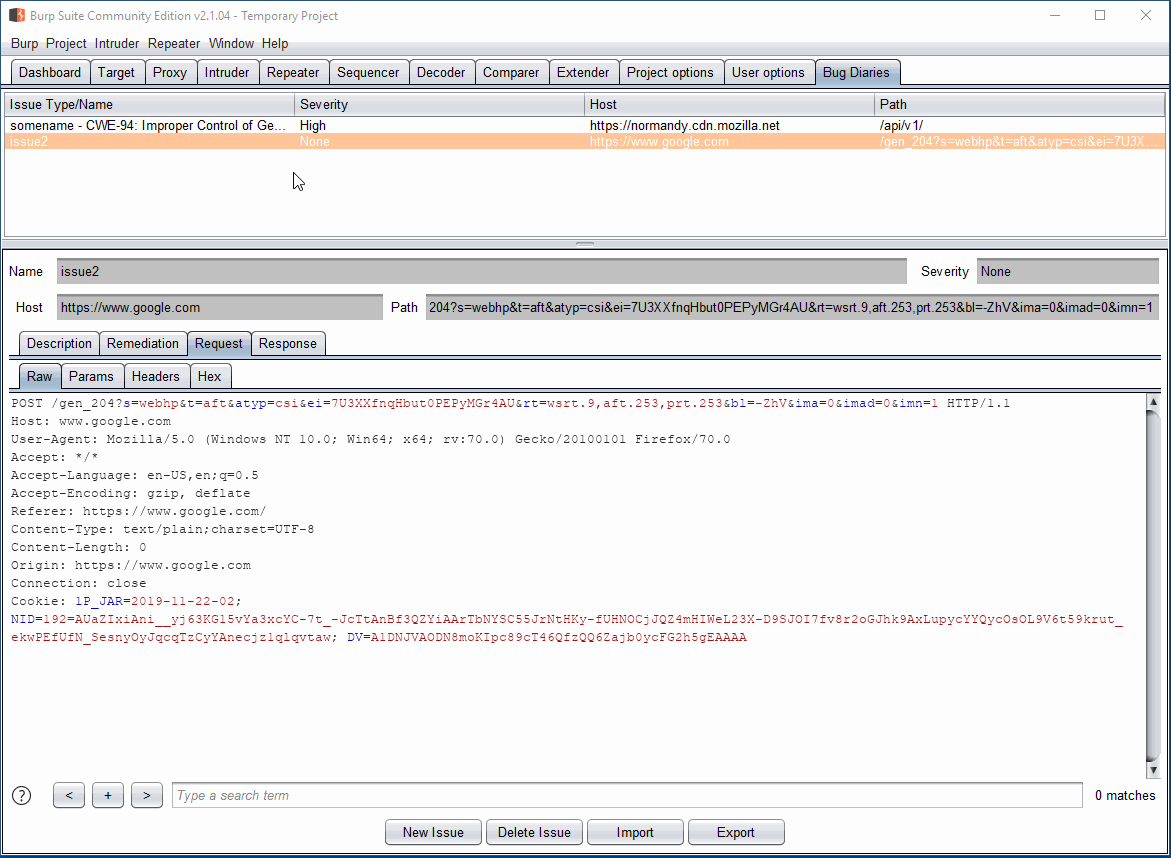 Burp Suite Community Edition v2.1.04 - Temporary Project
Burp Project Intruder Repeater Window Help
Dashboard Target Proxy Intruder Repeater Sequencer Decoder Comparer Extender Project options User options Bug Diaries
Issue Type/Name Severity Host Path
somename - CWE-94: Improper Control of Ge... High https://normandy.cdn.mozilla.net /api/v1/
issue2 None https://www.google.com /gen_204?s=webhp&t=aft&atyp=csi&ei=7U3X...
Name issue2 Severity None
Host https://www.google.com Path 204?s=webhp&t=aft&atyp=csi&ei=7U3XXfnqHbut0PEPyMGr4AU&rt=wsrt.9,aft.253,prt.253&bl=-ZhV&ima=0&imad=0&imn=1
Description Remediation Request Response
Raw Params Headers Hex
POST /gen_204?s=webhp&t=aft&atyp=csi&ei=7U3XXfnqHbut0PEPyMGr4AU&rt=wsrt.9,aft.253,prt.253&bl=-ZhV&ima=0&imad=0&imn=1 HTTP/1.1
Host: www.google.com
User-Agent: Mozilla/5.0 (Windows NT 10.0; Win64; x64; rv:70.0) Gecko/20100101 Firefox/70.0
Accept: */*
Accept-Language: en-US,en;q=0.5
Accept-Encoding: gzip, deflate
Referer: https://www.google.com/
Content-Type: text/plain;charset=UTF-8
Content-Length: 0
Origin: https://www.google.com
Connection: close
Cookie: 1P_JAR=2019-11-22-02;
NID=192=AUaZIxiAni__yj63KGl5vYa3xcYC-7t_-JcTtAnBf3QZYiAArTbNYSC55JrNtHKy-fUHNOCjJQZ4mHIWeL23X-D9SJOI7fv8r2oGJhk9AxLupycYYQycOsOL9V6t59krut_
ekwPEfUfN_SesnyOyJqcqTzCyYAnecjz1qlqvtaw; DV=A1DNJVAODN8moKIpc89cT46QfzQQ6Zajb0ycFG2h5gEAAAA
? < + > Type a search term 0 matches
New Issue Delete Issue Import Export